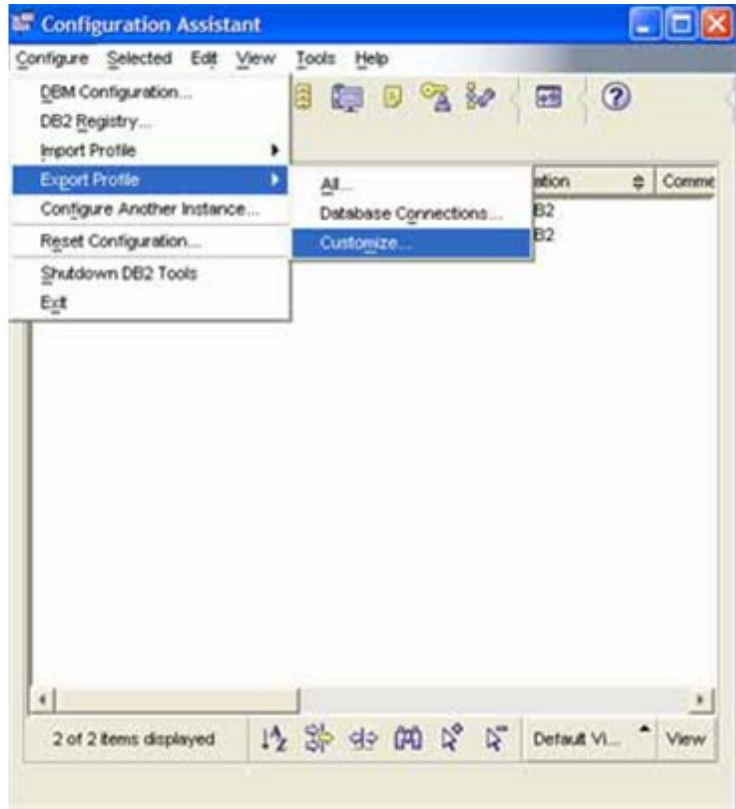 Configuration Assistant
Configure Selected Edit View Tools Help
DBM Configuration...
DB2 Registry...
Import Profile
Export Profile
Configure Another Instance...
Reset Configuration...
Shutdown DB2 Tools
Exit
All...
Database Connections...
Customize...
ation Comme
B2
B2
2 of 2 items displayed
Default Vi... View